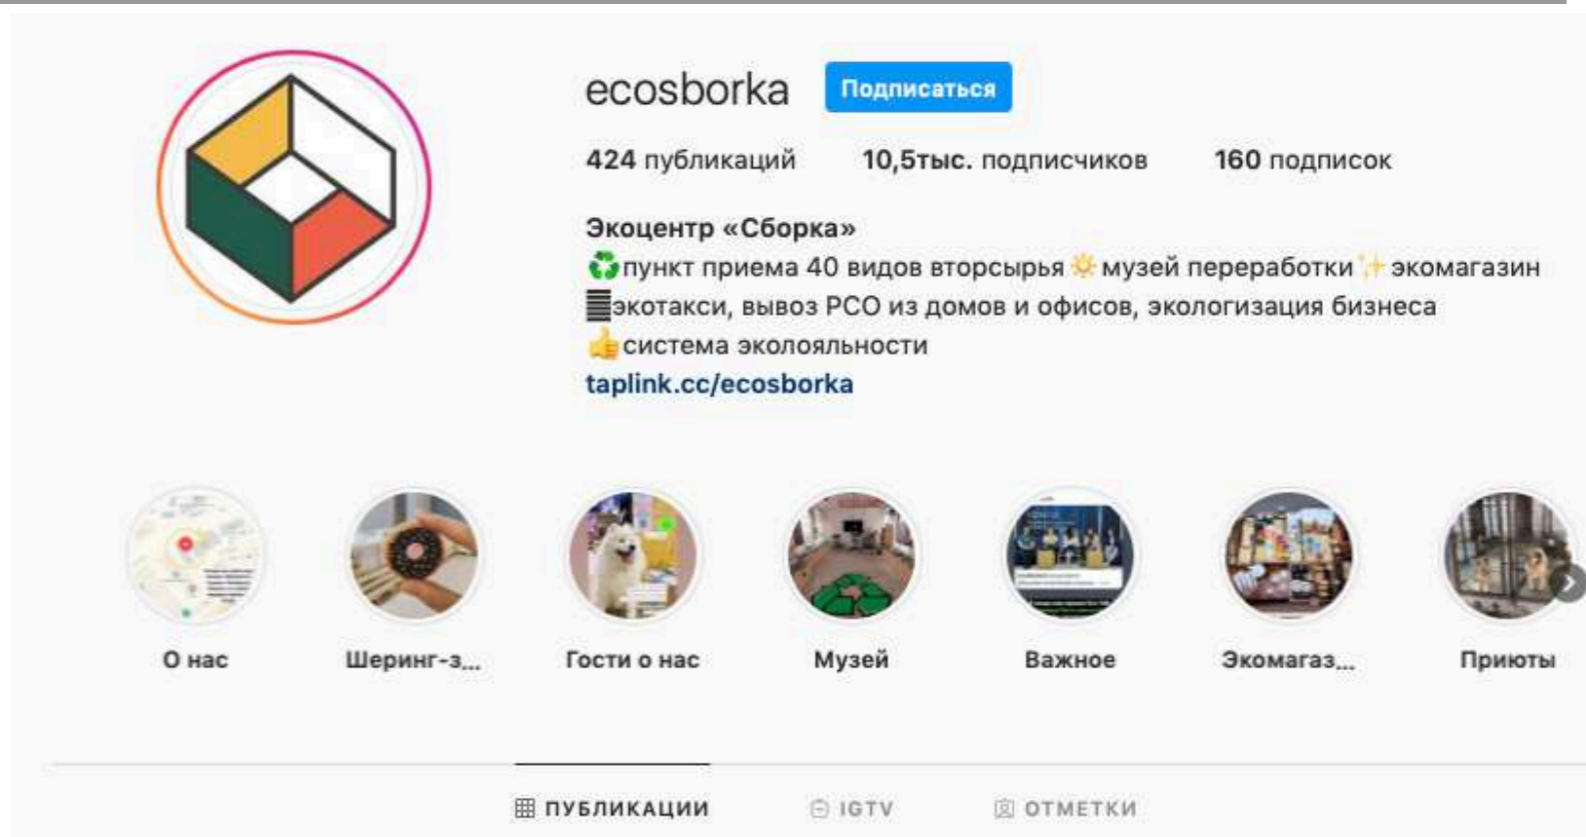 ecosborka Подписаться
424 публикаций 10,5тыс. подписчиков 160 подписок
Экоцентр «Сборка»
♻️пункт приема 40 видов вторсырья☀️музей переработки✨экомагазин
экотакси, вывоз РСО из домов и офисов, экологизация бизнеса
👍система эколояльности
taplink.cc/ecosborka
О нас Шеринг-з... Гости о нас Музей Важное Экомагаз... Приюты
ПУБЛИКАЦИИ IGTV ОТМЕТКИ